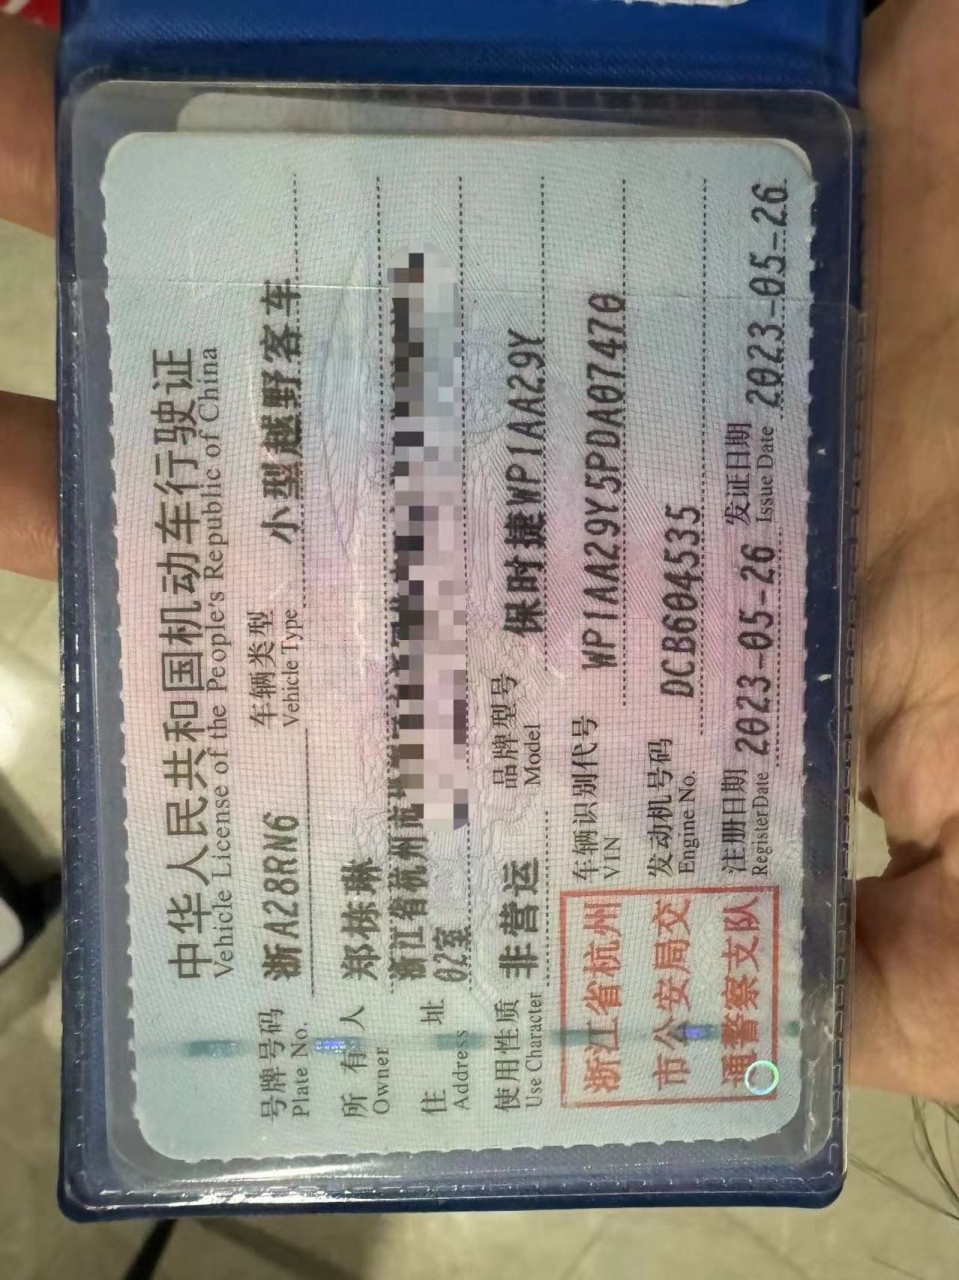 中华人民共和国机动车行驶证
Vehicle License of the People's Republic of China
号牌号码 浙A28RN6 车辆类型 小型越野客车
Plate No. Vehicle Type
所有人 郑栋琳
Owner
住址 浙江省杭州市
Address 02室
使用性质 非营运 品牌型号 保时捷WP1AA29Y
Use Character Model
浙江省杭州
市公安局交
通警察支队
车辆识别代号 WP1AA29Y5PDA07470
VIN
发动机号码 DCB604535
Engine No.
注册日期 2023-05-26 发证日期 2023-05-26
Register Date Issue Date